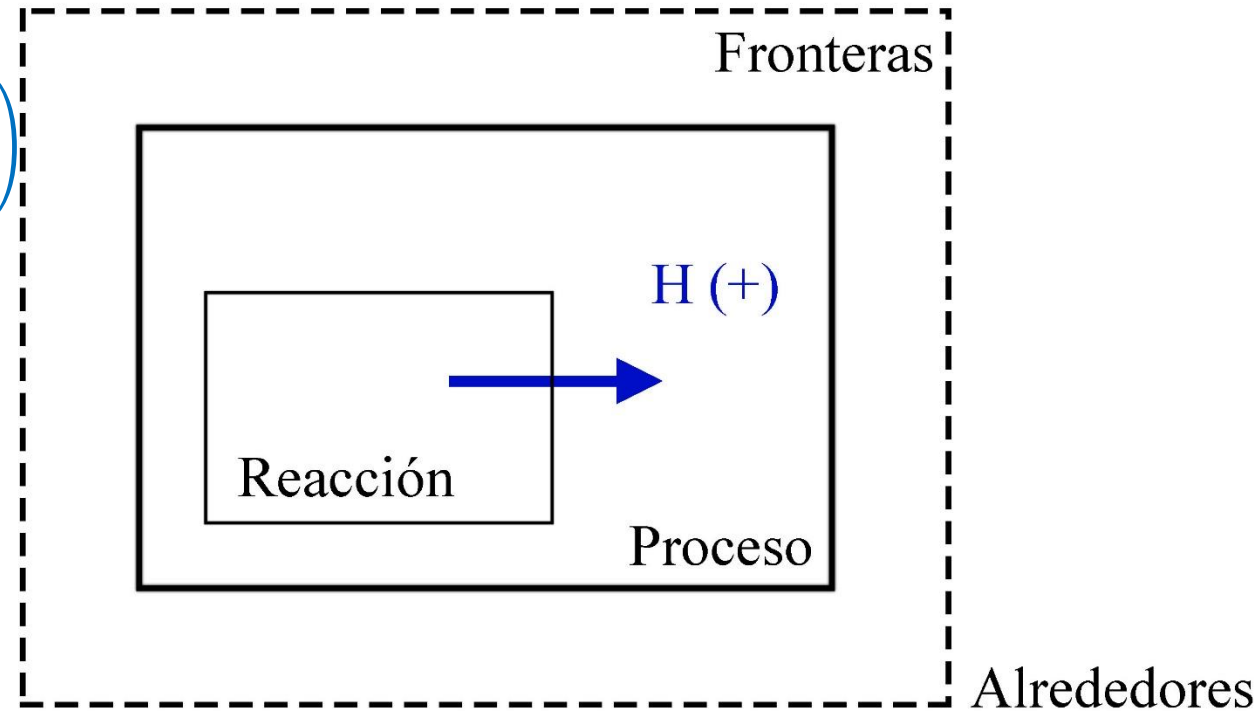 Fronteras
H (+)
Reacción
Proceso
Alrededores